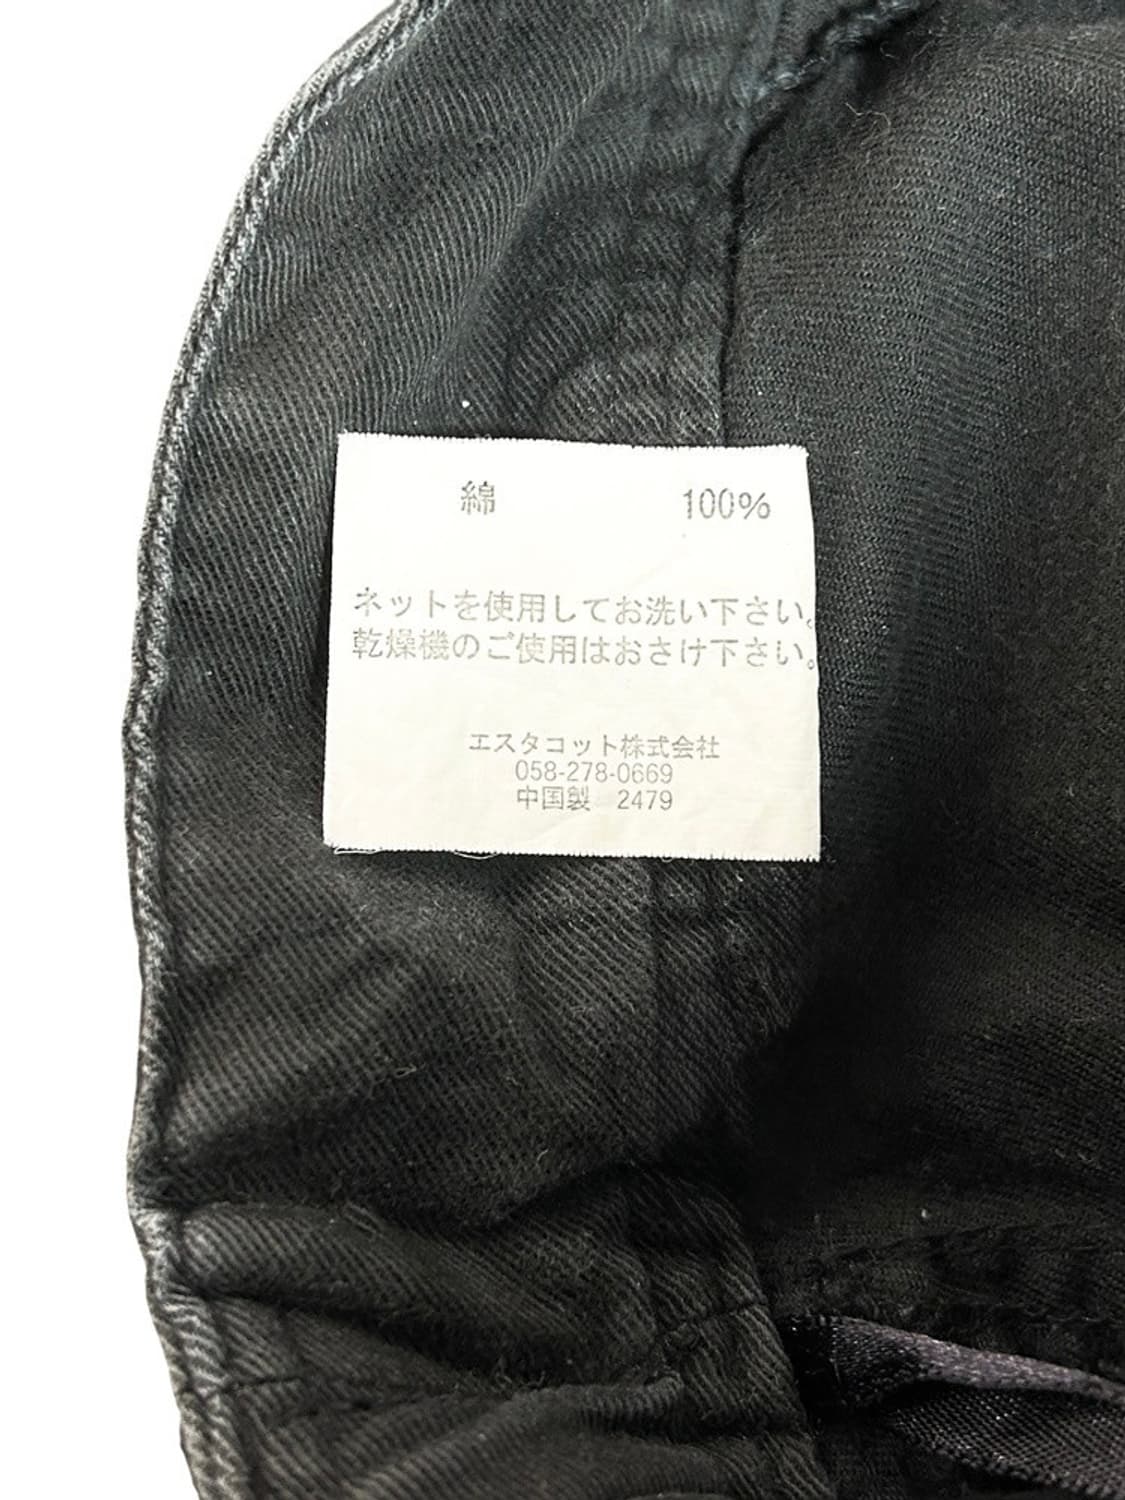 綿 100%
ネットを使用してお洗い下さい。
乾燥機のご使用はおさけ下さい。
エスタコット株式会社
058-278-0669
中国製 2479